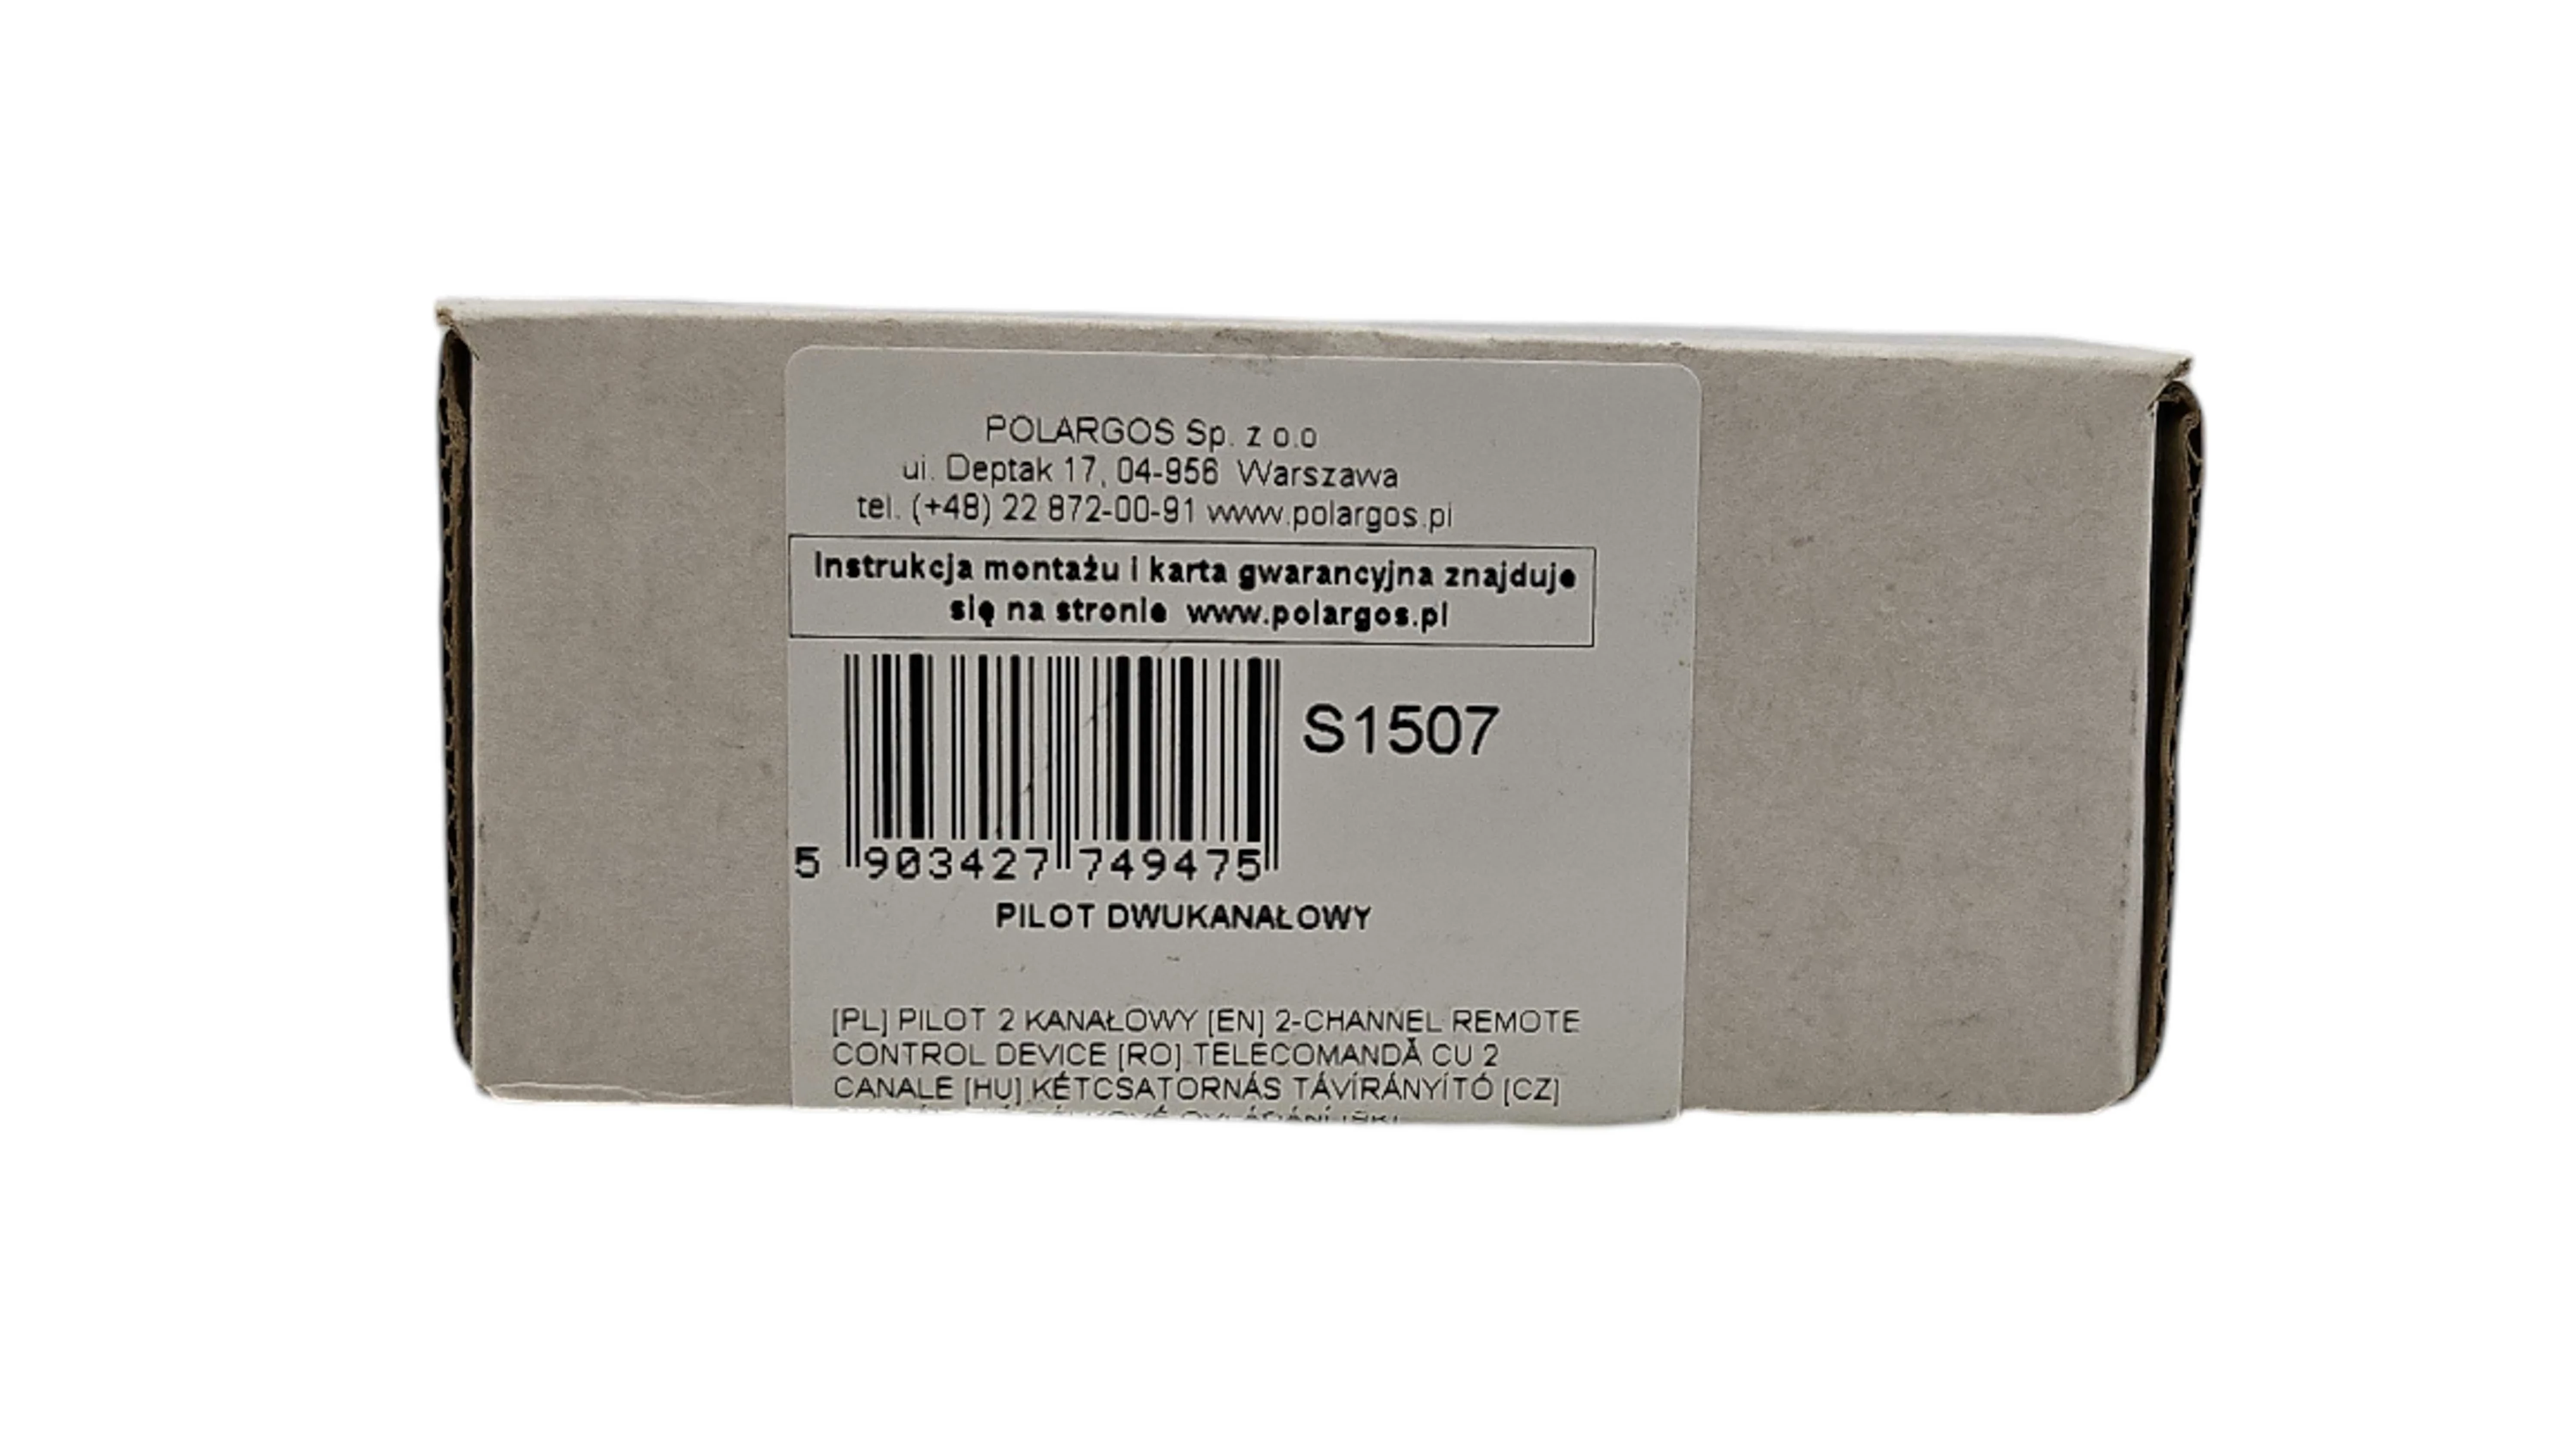 POLARGOS Sp. z o.o
ul. Deptak 17, 04-956 Warszawa
tel. (+48) 22 872-00-91 www.polargos.pl
Instrukcja montażu i karta gwarancyjna znajduje
się na stronie www.polargos.pl
S1507
5 903427 749475
PILOT DWUKANAŁOWY
[PL] PILOT 2 KANAŁOWY [EN] 2-CHANNEL REMOTE
CONTROL DEVICE [RO] TELECOMANDĂ CU 2
CANALE [HU] KÉTCSATORNÁS TÁVÍRÁNYÍTÓ [CZ]